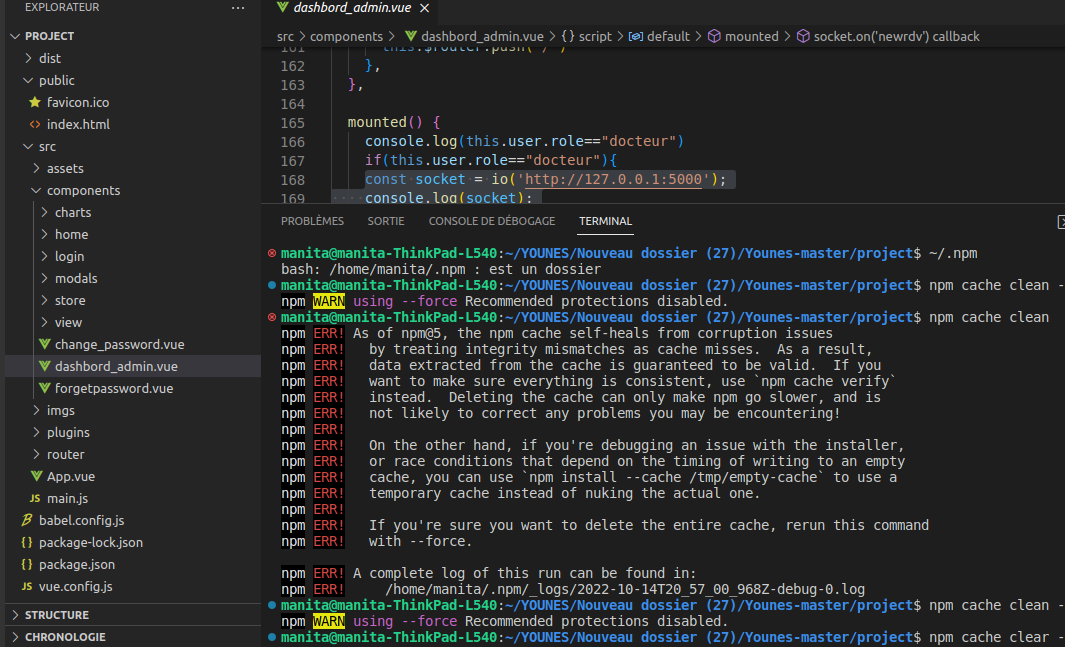 EXPLORATEUR
PROJECT
dist
public
favicon.ico
index.html
src
assets
components
charts
home
login
modals
store
view
change_password.vue
dashbord_admin.vue
forgetpassword.vue
imgs
plugins
router
App.vue
JS main.js
babel.config.js
{} package-lock.json
{} package.json
JS vue.config.js
STRUCTURE
CHRONOLOGIE
dashbord_admin.vue
src > components > dashbord_admin.vue > {} script > default > mounted > socket.on('newrdv') callback
161 this.$router.push('/')
162 },
163 },
164
165 mounted() {
166 console.log(this.user.role=="docteur")
167 if(this.user.role=="docteur"){
168 const socket = io('http://127.0.0.1:5000');
169 console.log(socket);
PROBLÈMES SORTIE CONSOLE DE DÉBOGAGE TERMINAL
manita@manita-ThinkPad-L540:~/YOUNES/Nouveau dossier (27)/Younes-master/project$ ~/.npm
bash: /home/manita/.npm : est un dossier
manita@manita-ThinkPad-L540:~/YOUNES/Nouveau dossier (27)/Younes-master/project$ npm cache clean -
npm WARN using --force Recommended protections disabled.
manita@manita-ThinkPad-L540:~/YOUNES/Nouveau dossier (27)/Younes-master/project$ npm cache clean
npm ERR! As of npm@5, the npm cache self-heals from corruption issues
npm ERR! by treating integrity mismatches as cache misses.  As a result,
npm ERR! data extracted from the cache is guaranteed to be valid.  If you
npm ERR! want to make sure everything is consistent, use `npm cache verify`
npm ERR! instead.  Deleting the cache can only make npm go slower, and is
npm ERR! not likely to correct any problems you may be encountering!
npm ERR!
npm ERR! On the other hand, if you're debugging an issue with the installer,
npm ERR! or race conditions that depend on the timing of writing to an empty
npm ERR! cache, you can use `npm install --cache /tmp/empty-cache` to use a
npm ERR! temporary cache instead of nuking the actual one.
npm ERR!
npm ERR! If you're sure you want to delete the entire cache, rerun this command
npm ERR! with --force.
npm ERR! A complete log of this run can be found in:
npm ERR! /home/manita/.npm/_logs/2022-10-14T20_57_00_968Z-debug-0.log
manita@manita-ThinkPad-L540:~/YOUNES/Nouveau dossier (27)/Younes-master/project$ npm cache clean -
npm WARN using --force Recommended protections disabled.
manita@manita-ThinkPad-L540:~/YOUNES/Nouveau dossier (27)/Younes-master/project$ npm cache clear -